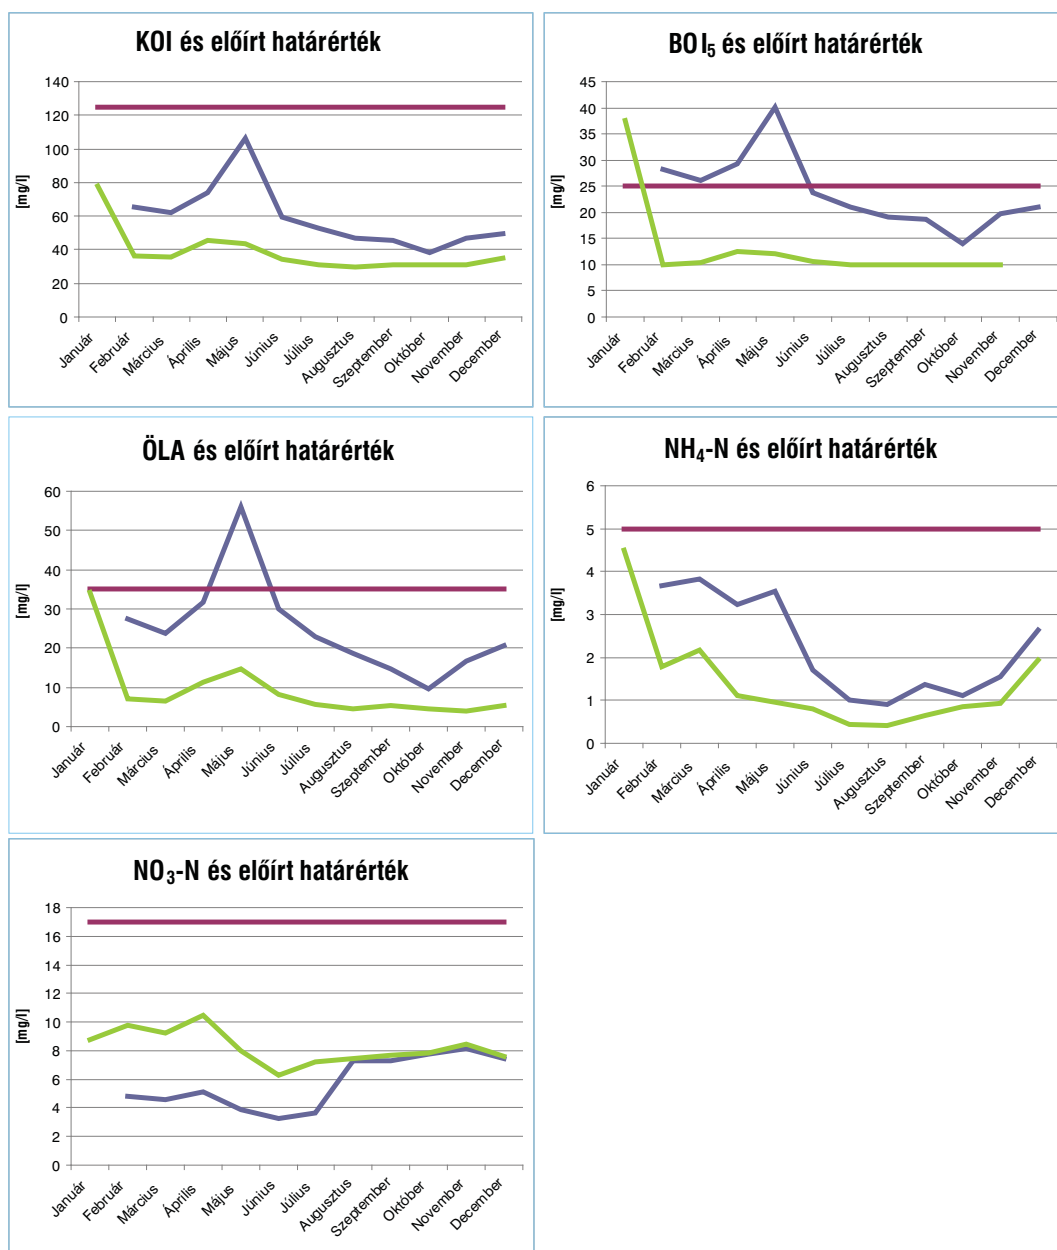 KOI és előírt határérték
[mg/l]
140
120
100
80
60
40
20
0
Január
Február
Március
Április
Május
Június
Július
Augusztus
Szeptember
Október
November
December
BOI₅ és előírt határérték
[mg/l]
45
40
35
30
25
20
15
10
5
0
Január
Február
Március
Április
Május
Június
Július
Augusztus
Szeptember
Október
November
December
ÖLA és előírt határérték
[mg/l]
60
50
40
30
20
10
0
Január
Február
Március
Április
Május
Június
Július
Augusztus
Szeptember
Október
November
December
NH₄-N és előírt határérték
[mg/l]
6
5
4
3
2
1
0
Január
Február
Március
Április
Május
Június
Július
Augusztus
Szeptember
Október
November
December
NO₃-N és előírt határérték
[mg/l]
18
16
14
12
10
8
6
4
2
0
Január
Február
Március
Április
Május
Június
Július
Augusztus
Szeptember
Október
November
December